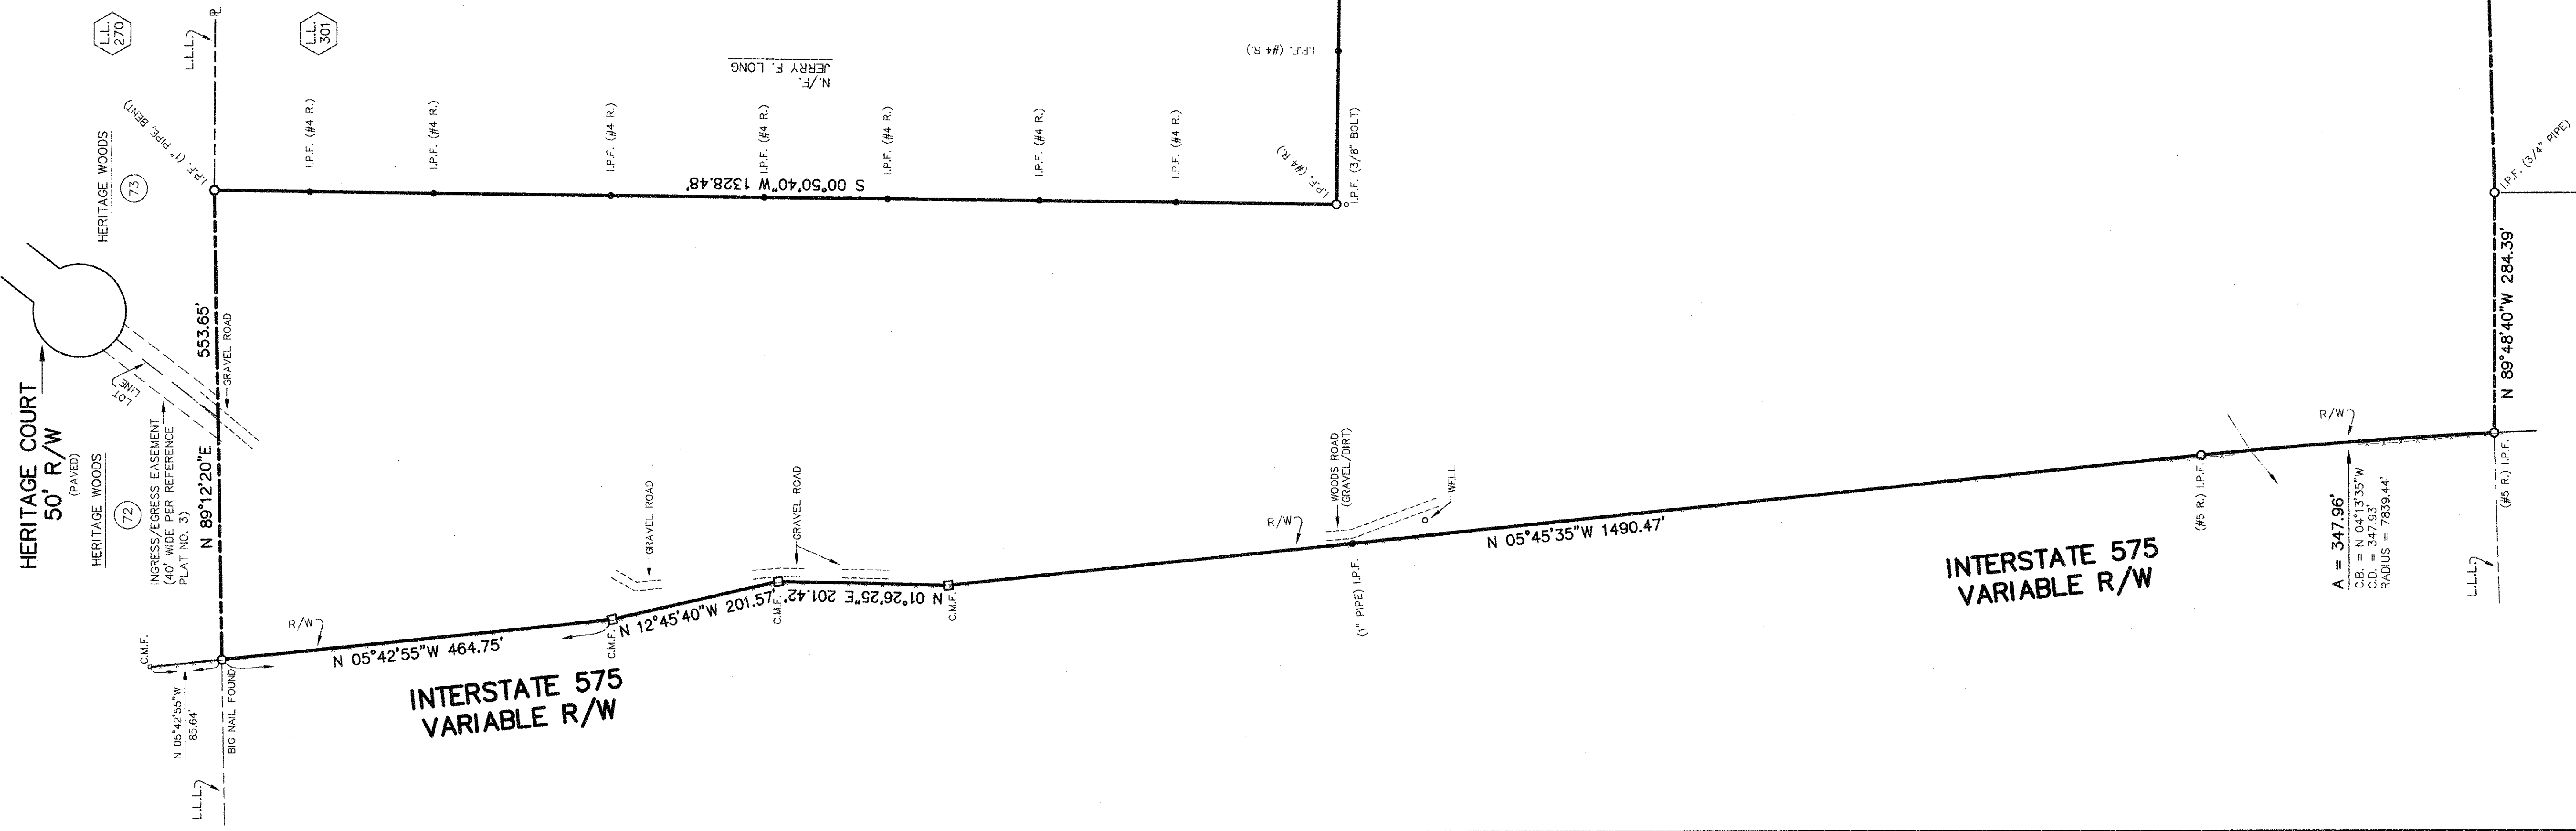 L.L.
270
L.L.
301
L.L.L.
PL
I.P.F. (1" PIPE, BENT)
HERITAGE WOODS
73
I.P.F. (#4 R.)
I.P.F. (#4 R.)
I.P.F. (#4 R.)
I.P.F. (#4 R.)
I.P.F. (#4 R.)
I.P.F. (#4 R.)
I.P.F. (#4 R.)
N./F.
JERRY F. LONG
S 00°50'40"W 1328.48'
I.P.F. (#4 R.)
I.P.F. (#4 R.)
I.P.F. (3/8" BOLT)
I.P.F. (3/4" PIPE)
N 89°48'40"W 284.39'
HERITAGE COURT
50' R/W
(PAVED)
HERITAGE WOODS
72
LOT
LINE
INGRESS/EGRESS EASEMENT
(40' WIDE PER REFERENCE
PLAT NO. 3)
N 89°12'20"E 553.65'
GRAVEL ROAD
C.M.F.
N 05°42'55"W
85.64'
L.L.L.
BIG NAIL FOUND
R/W
N 05°42'55"W 464.75'
C.M.F.
GRAVEL ROAD
N 12°45'40"W 201.57'
C.M.F.
GRAVEL ROAD
N 01°26'25"E 201.42'
C.M.F.
INTERSTATE 575
VARIABLE R/W
R/W
WOODS ROAD
(GRAVEL/DIRT)
WELL
(1" PIPE) I.P.F.
N 05°45'35"W 1490.47'
INTERSTATE 575
VARIABLE R/W
(#5 R.) I.P.F.
R/W
A = 347.96'
C.B. = N 04°13'35"W
C.D. = 347.93'
RADIUS = 7839.44'
L.L.L.
(#5 R.) I.P.F.